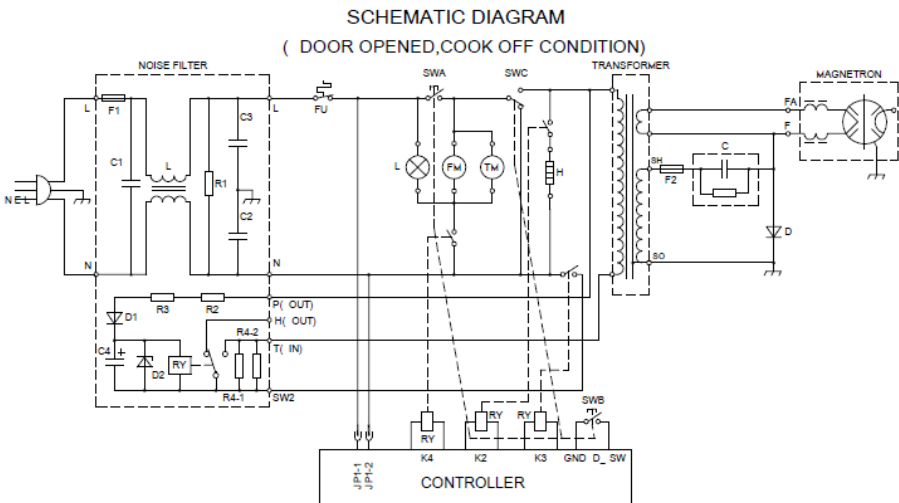 SCHEMATIC DIAGRAM
( DOOR OPENED,COOK OFF CONDITION)
NOISE FILTER
SWA
SWC
TRANSFORMER
MAGNETRON
L
F1
L
FU
C3
FA
F
C1
L
R1
L
FM
TM
H
SH
F2
C
N E L
C2
D
N
N
SO
R3
R2
P( OUT)
D1
H( OUT)
R4-2
T( IN)
C4
+
D2
RY
R4-1
SW2
SWB
RY
RY
RY
JP1-1
JP1-2
K4
K2
K3
GND
D_ SW
CONTROLLER